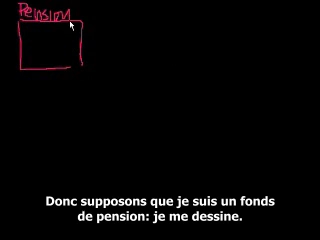 Pension
Donc supposons que je suis un fonds
de pension: je me dessine.